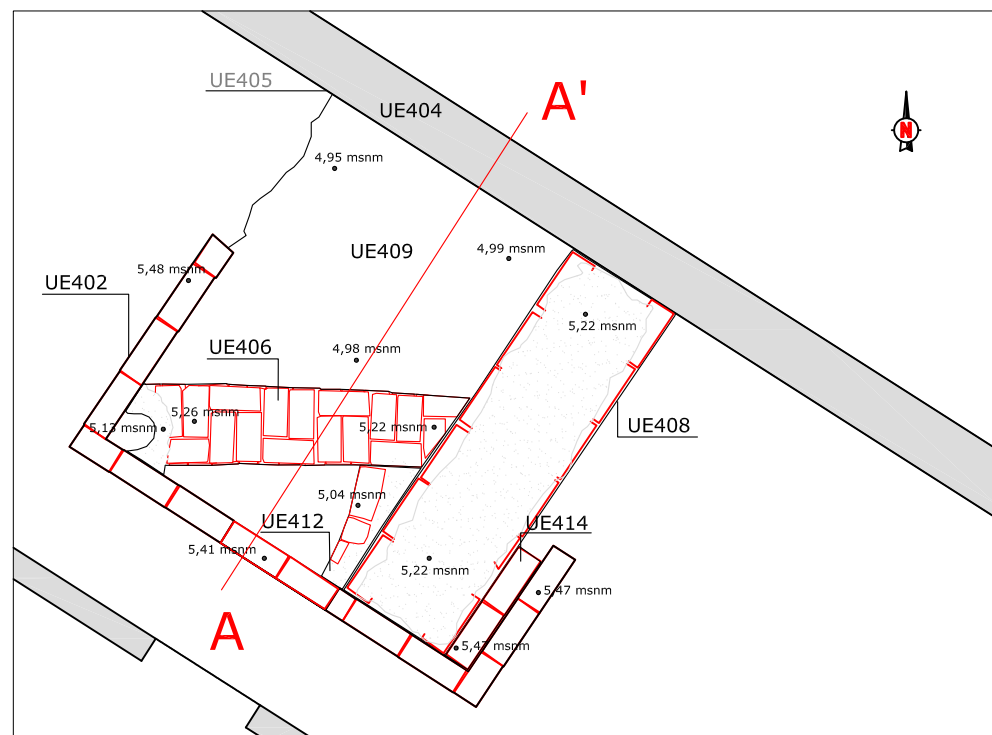 UE405
A'
UE404
N
4,95 msnm
UE409
4,99 msnm
5,48 msnm
UE402
5,22 msnm
UE406
4,98 msnm
5,26 msnm
5,13 msnm
5,22 msnm
UE408
5,04 msnm
UE412
UE414
5,41 msnm
5,22 msnm
5,47 msnm
A
5,47 msnm